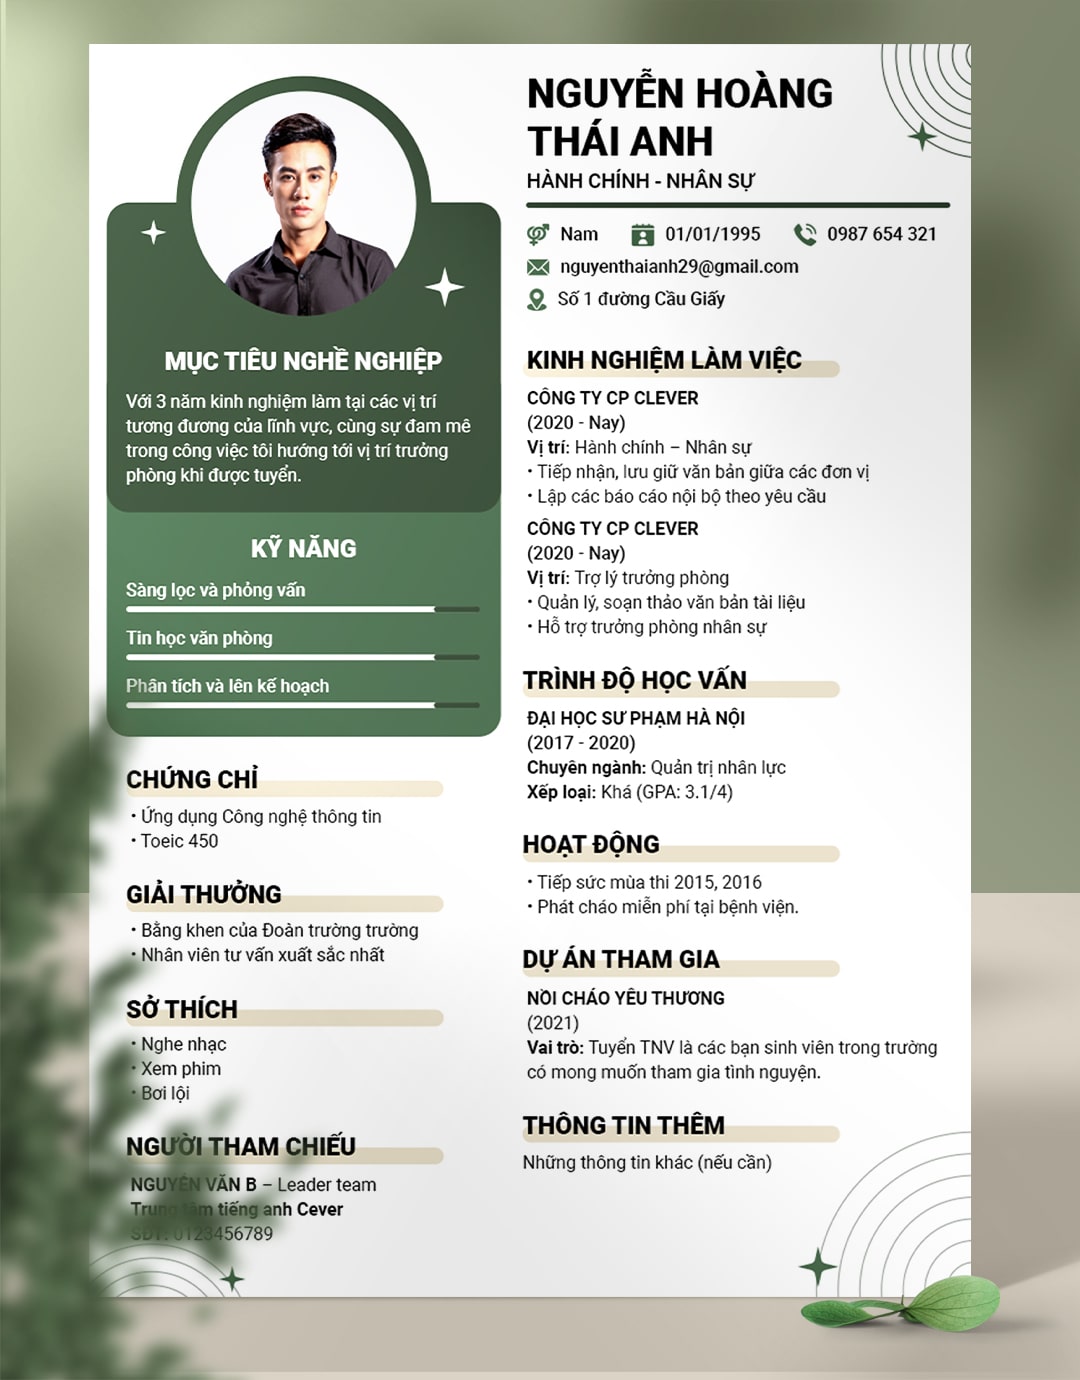 NGUYỄN HOÀNG
THÁI ANH
HÀNH CHÍNH - NHÂN SỰ
Nam
01/01/1995
0987 654 321
nguyenthaianh29@gmail.com
Số 1 đường Cầu Giấy
MỤC TIÊU NGHỀ NGHIỆP
Với 3 năm kinh nghiệm làm tại các vị trí
tương đương của lĩnh vực, cùng sự đam mê
trong công việc tôi hướng tới vị trí trưởng
phòng khi được tuyển.
KỸ NĂNG
Sàng lọc và phỏng vấn
Tin học văn phòng
Phân tích và lên kế hoạch
CHỨNG CHỈ
• Ứng dụng Công nghệ thông tin
• Toeic 450
GIẢI THƯỞNG
• Bằng khen của Đoàn trường trường
• Nhân viên tư vấn xuất sắc nhất
SỞ THÍCH
• Nghe nhạc
• Xem phim
• Bơi lội
NGƯỜI THAM CHIẾU
NGUYỄN VĂN B – Leader team
Trung tâm tiếng anh Cever
SĐT: 0123456789
KINH NGHIỆM LÀM VIỆC
CÔNG TY CP CLEVER
(2020 - Nay)
Vị trí: Hành chính – Nhân sự
• Tiếp nhận, lưu giữ văn bản giữa các đơn vị
• Lập các báo cáo nội bộ theo yêu cầu
CÔNG TY CP CLEVER
(2020 - Nay)
Vị trí: Trợ lý trưởng phòng
• Quản lý, soạn thảo văn bản tài liệu
• Hỗ trợ trưởng phòng nhân sự
TRÌNH ĐỘ HỌC VẤN
ĐẠI HỌC SƯ PHẠM HÀ NỘI
(2017 - 2020)
Chuyên ngành: Quản trị nhân lực
Xếp loại: Khá (GPA: 3.1/4)
HOẠT ĐỘNG
• Tiếp sức mùa thi 2015, 2016
• Phát cháo miễn phí tại bệnh viện.
DỰ ÁN THAM GIA
NỒI CHÁO YÊU THƯƠNG
(2021)
Vai trò: Tuyển TNV là các bạn sinh viên trong trường
có mong muốn tham gia tình nguyện.
THÔNG TIN THÊM
Những thông tin khác (nếu cần)